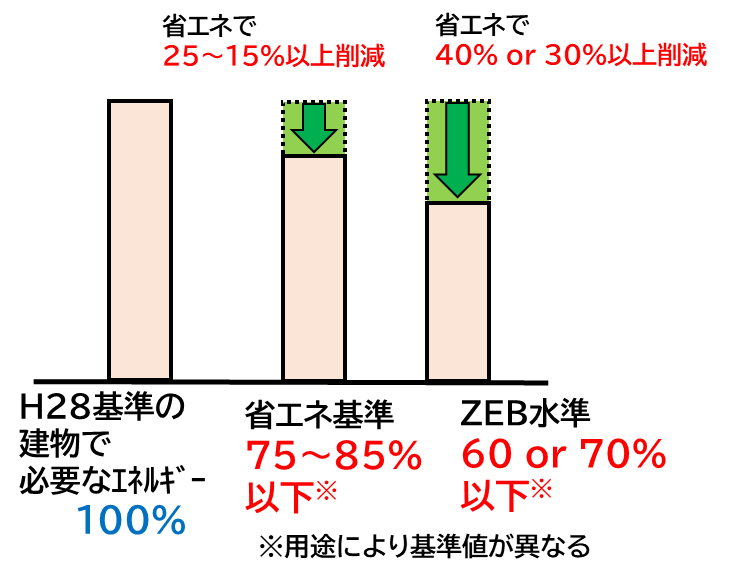 省エネで
25～15%以上削減
省エネで
40% or 30%以上削減
H28基準の
建物で
必要なｴﾈﾙｷﾞｰ
100%
省エネ基準
75～85%
以下※
ZEB水準
60 or 70%
以下※
※用途により基準値が異なる